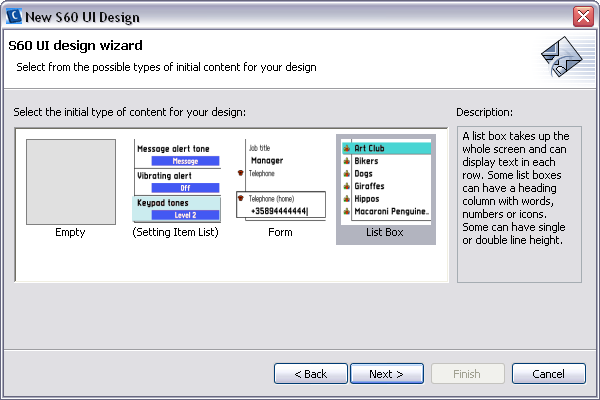 New S60 UI Design
S60 UI design wizard
Select from the possible types of initial content for your design
Select the initial type of content for your design:
Description:
Message alert tone
Message
Vibrating alert
Off
Keypad tones
Level 2
Job title
Manager
Telephone
Telephone (home)
+35894444444|
Art Club
Bikers
Dogs
Giraffes
Hippos
Macaroni Penguine..
Empty
(Setting Item List)
Form
List Box
A list box takes up the
whole screen and can
display text in each
row. Some list boxes
can have a heading
column with words,
numbers or icons.
Some can have single
or double line height.
< Back
Next >
Finish
Cancel